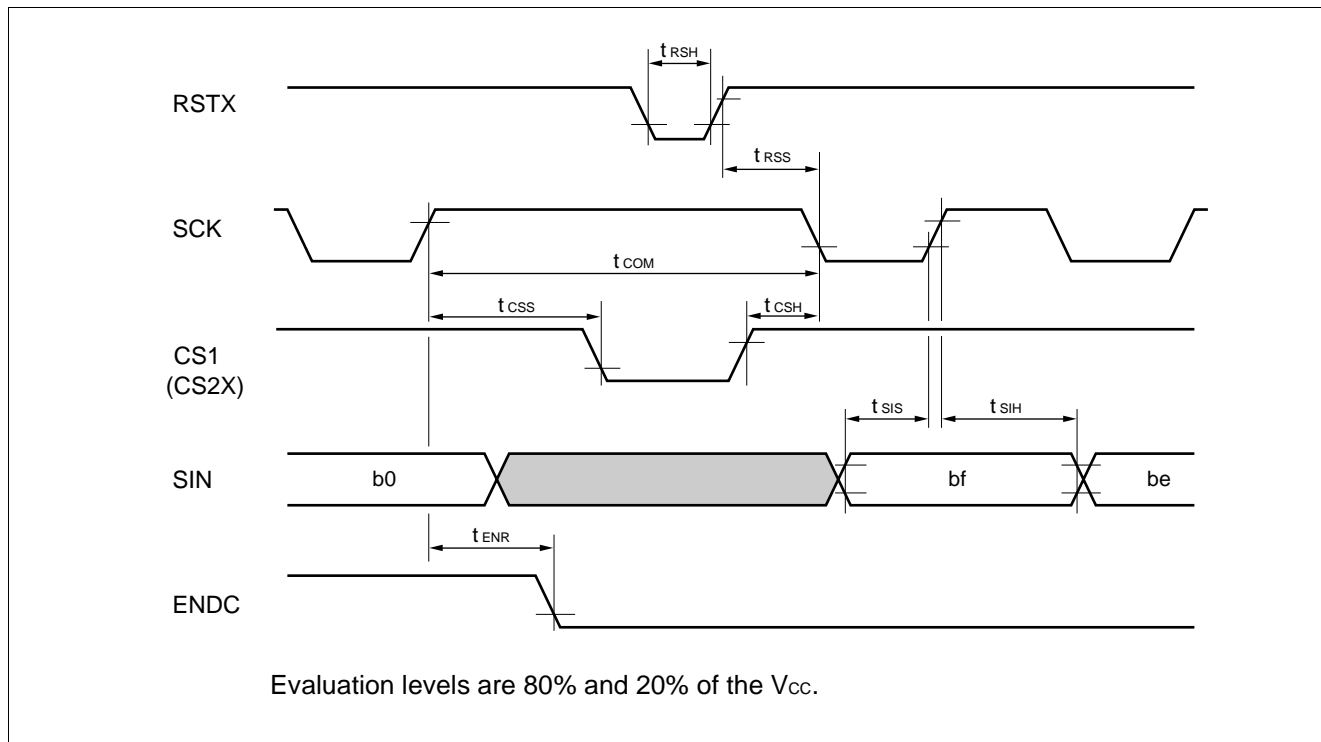 t RSH
RSTX
t RSS
SCK
t COM
t CSS
t CSH
CS1
(CS2X)
t SIS
t SIH
SIN
b0
bf
be
t ENR
ENDC
Evaluation levels are 80% and 20% of the Vcc.